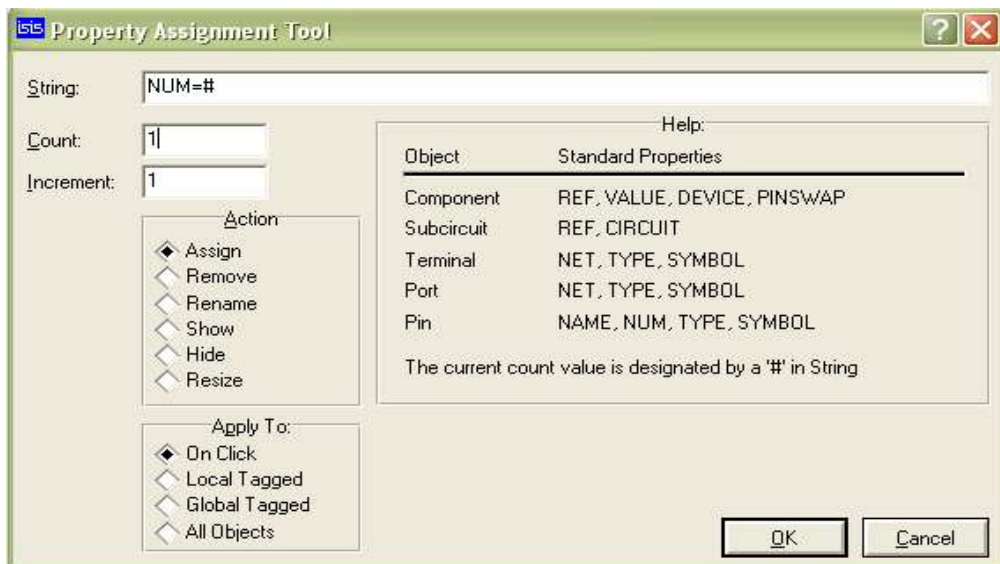 isis Property Assignment Tool
String: NUM=#
Count: 1
Increment: 1
Action
Assign
Remove
Rename
Show
Hide
Resize
Apply To:
On Click
Local Tagged
Global Tagged
All Objects
Help:
Object Standard Properties
Component REF, VALUE, DEVICE, PINSWAP
Subcircuit REF, CIRCUIT
Terminal NET, TYPE, SYMBOL
Port NET, TYPE, SYMBOL
Pin NAME, NUM, TYPE, SYMBOL
The current count value is designated by a '#' in String
OK Cancel